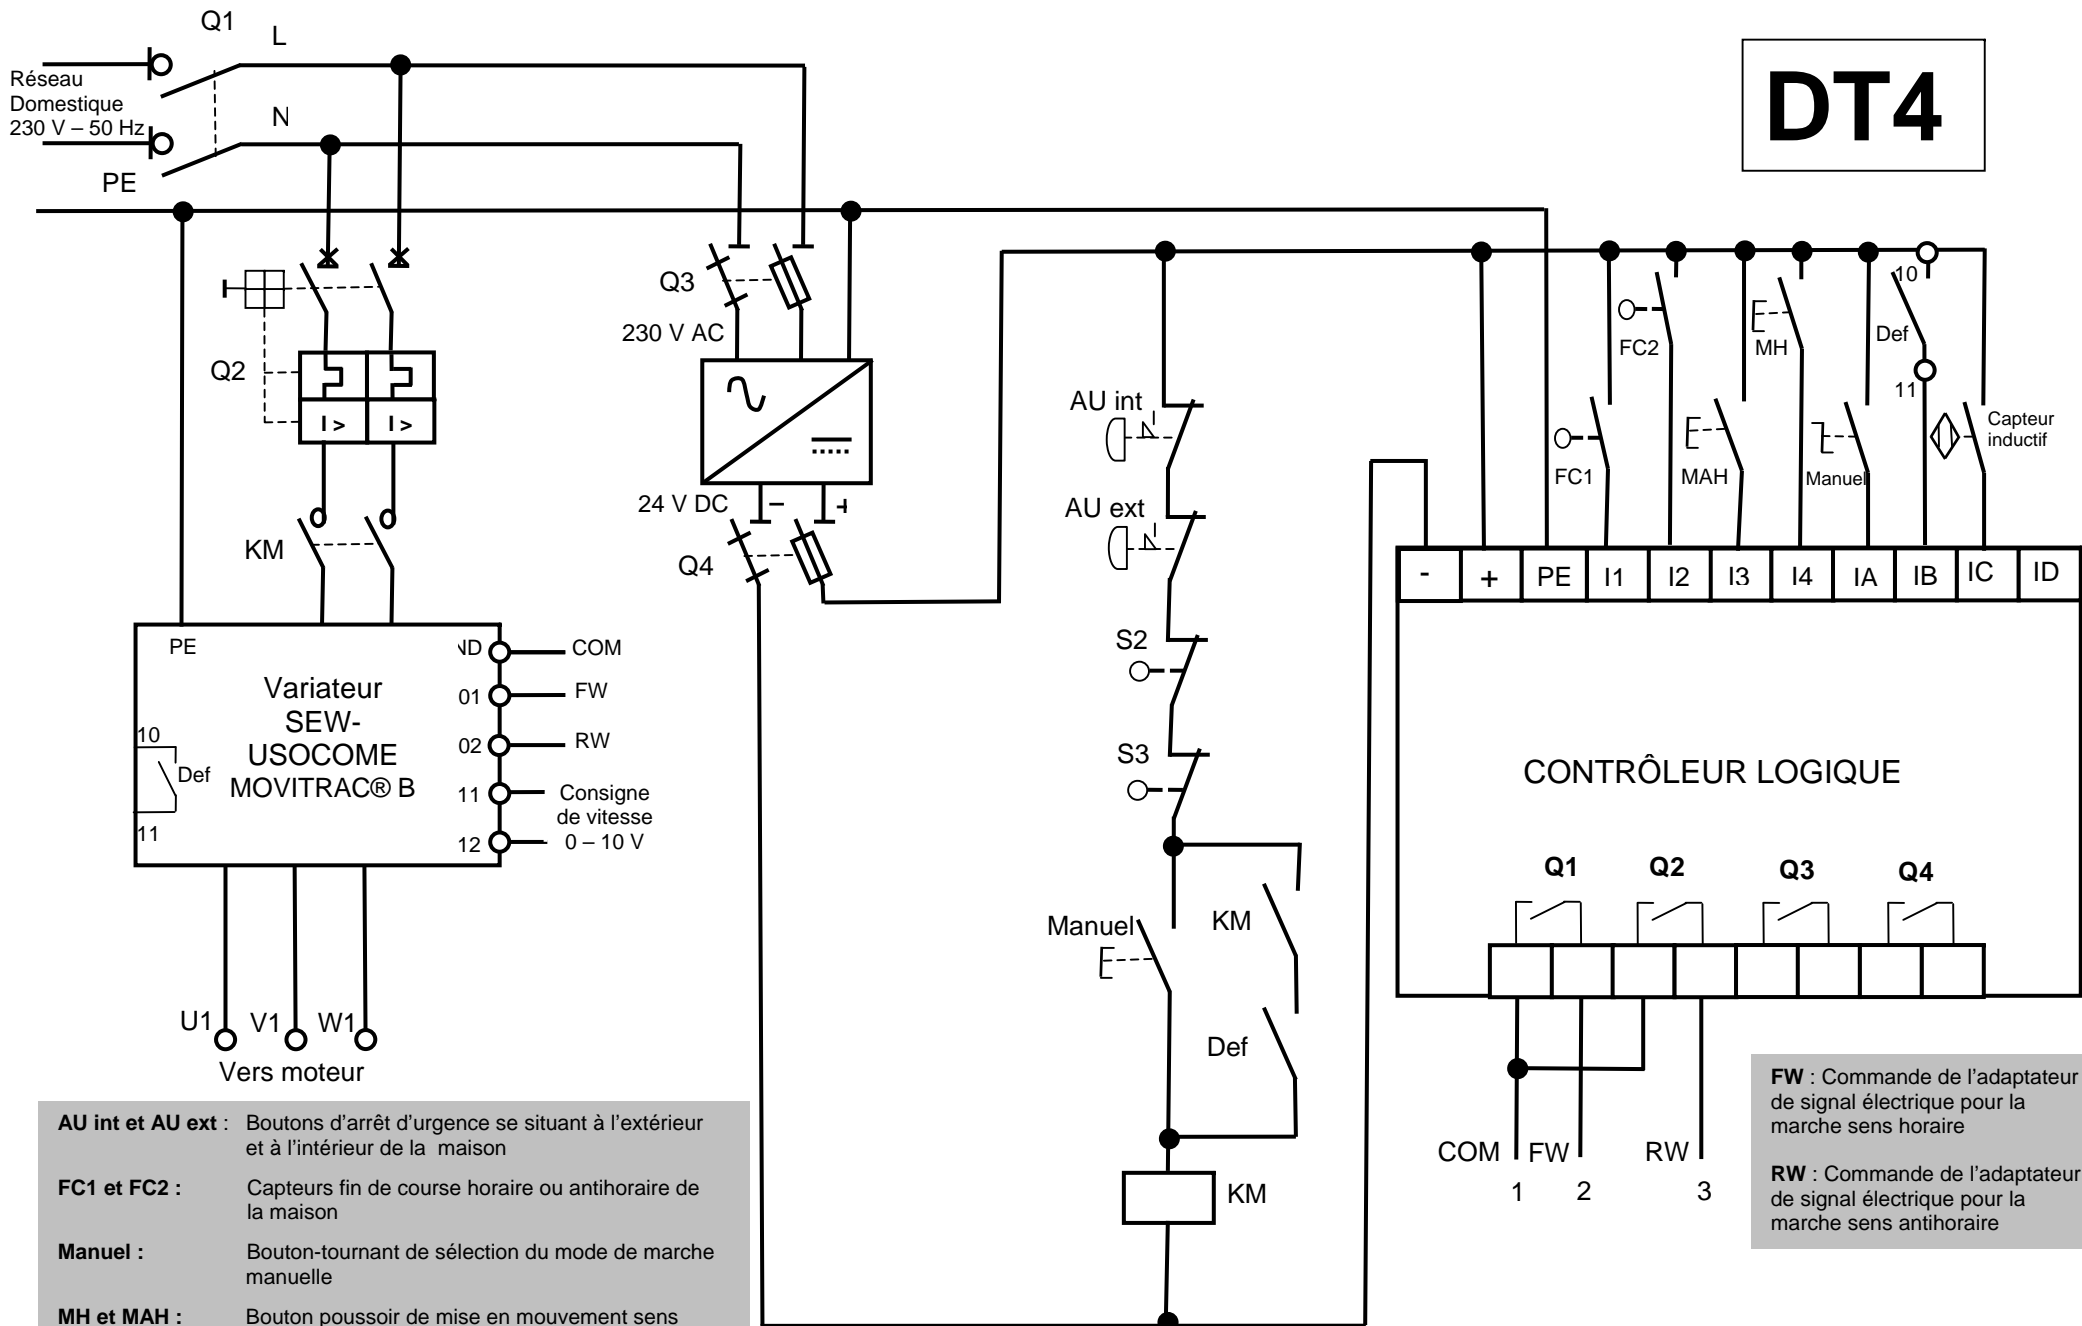 Q1
L
Réseau
Domestique
230 V – 50 Hz
N
PE
DT4
Q3
230 V AC
10
FC2
MH
Def
Q2
I >
I >
AU int
11
Capteur
inductif
FC1
MAH
Manuel
24 V DC
–
+
AU ext
KM
Q4
-
+
PE
I1
I2
I3
I4
IA
IB
IC
ID
PE
ND
COM
Variateur
SEW-
USOCOME
MOVITRAC® B
01
FW
02
RW
10
Def
11
11
Consigne
de vitesse
0 – 10 V
12
S2
S3
CONTRÔLEUR LOGIQUE
Q1
Q2
Q3
Q4
Manuel
KM
Def
KM
U1
V1
W1
Vers moteur
COM
FW
RW
1
2
3
AU int et AU ext : Boutons d'arrêt d'urgence se situant à l'extérieur
et à l'intérieur de la maison
FC1 et FC2 : Capteurs fin de course horaire ou antihoraire de
la maison
Manuel : Bouton-tournant de sélection du mode de marche
manuelle
MH et MAH : Bouton poussoir de mise en mouvement sens
FW : Commande de l'adaptateur
de signal électrique pour la
marche sens horaire
RW : Commande de l'adaptateur
de signal électrique pour la
marche sens antihoraire